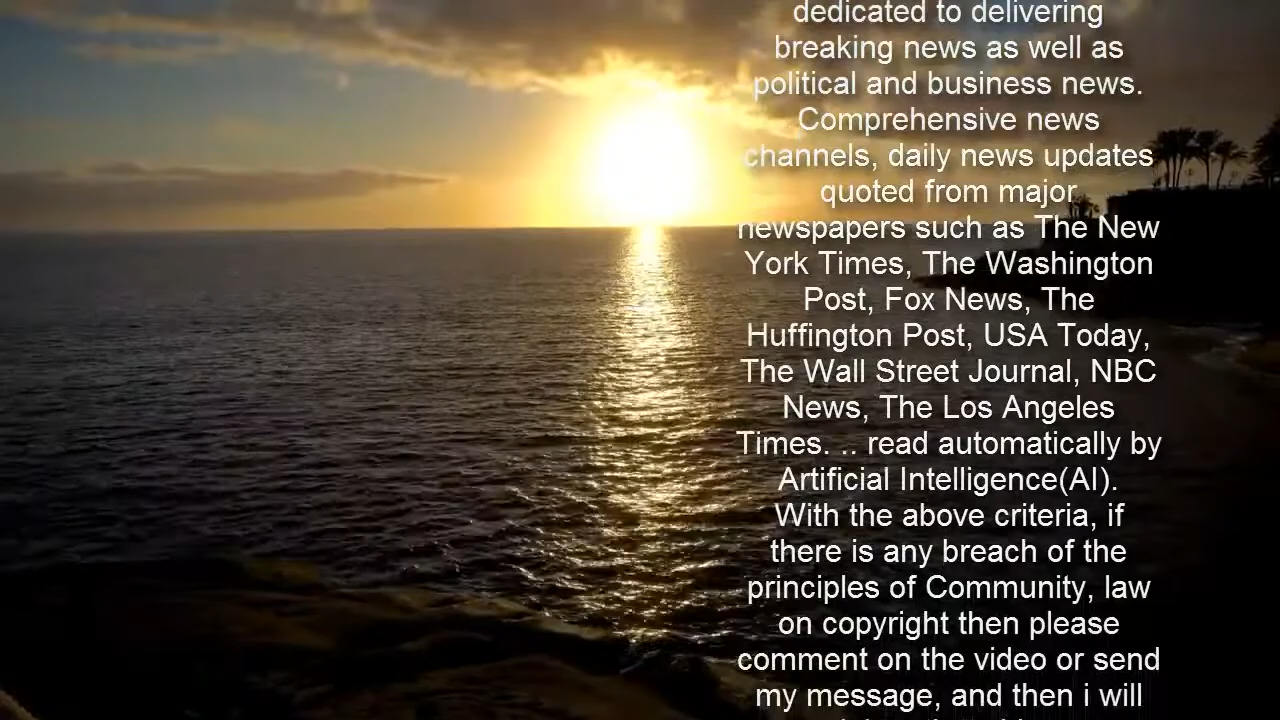 dedicated to delivering
breaking news as well as
political and business news.
Comprehensive news
channels, daily news updates
quoted from major
newspapers such as The New
York Times, The Washington
Post, Fox News, The
Huffington Post, USA Today,
The Wall Street Journal, NBC
News, The Los Angeles
Times. .. read automatically by
Artificial Intelligence(AI).
With the above criteria, if
there is any breach of the
principles of Community, law
on copyright then please
comment on the video or send
my message, and then i will